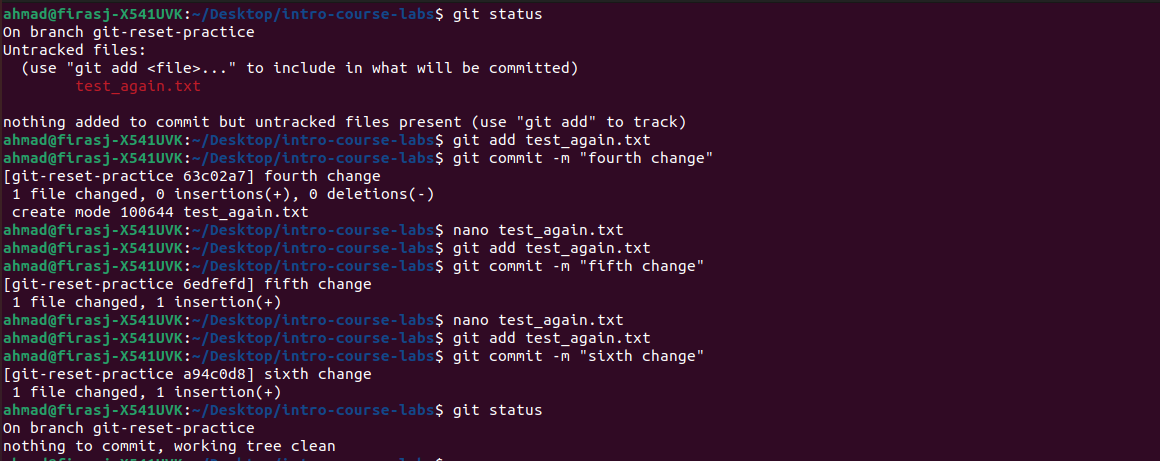 ahmad@firasj-X541UVK:~/Desktop/intro-course-labs$ git status
On branch git-reset-practice
Untracked files:
  (use "git add <file>..." to include in what will be committed)
        test_again.txt

nothing added to commit but untracked files present (use "git add" to track)
ahmad@firasj-X541UVK:~/Desktop/intro-course-labs$ git add test_again.txt
ahmad@firasj-X541UVK:~/Desktop/intro-course-labs$ git commit -m "fourth change"
[git-reset-practice 63c02a7] fourth change
 1 file changed, 0 insertions(+), 0 deletions(-)
 create mode 100644 test_again.txt
ahmad@firasj-X541UVK:~/Desktop/intro-course-labs$ nano test_again.txt
ahmad@firasj-X541UVK:~/Desktop/intro-course-labs$ git add test_again.txt
ahmad@firasj-X541UVK:~/Desktop/intro-course-labs$ git commit -m "fifth change"
[git-reset-practice 6edfefd] fifth change
 1 file changed, 1 insertion(+)
ahmad@firasj-X541UVK:~/Desktop/intro-course-labs$ nano test_again.txt
ahmad@firasj-X541UVK:~/Desktop/intro-course-labs$ git add test_again.txt
ahmad@firasj-X541UVK:~/Desktop/intro-course-labs$ git commit -m "sixth change"
[git-reset-practice a94c0d8] sixth change
 1 file changed, 1 insertion(+)
ahmad@firasj-X541UVK:~/Desktop/intro-course-labs$ git status
On branch git-reset-practice
nothing to commit, working tree clean